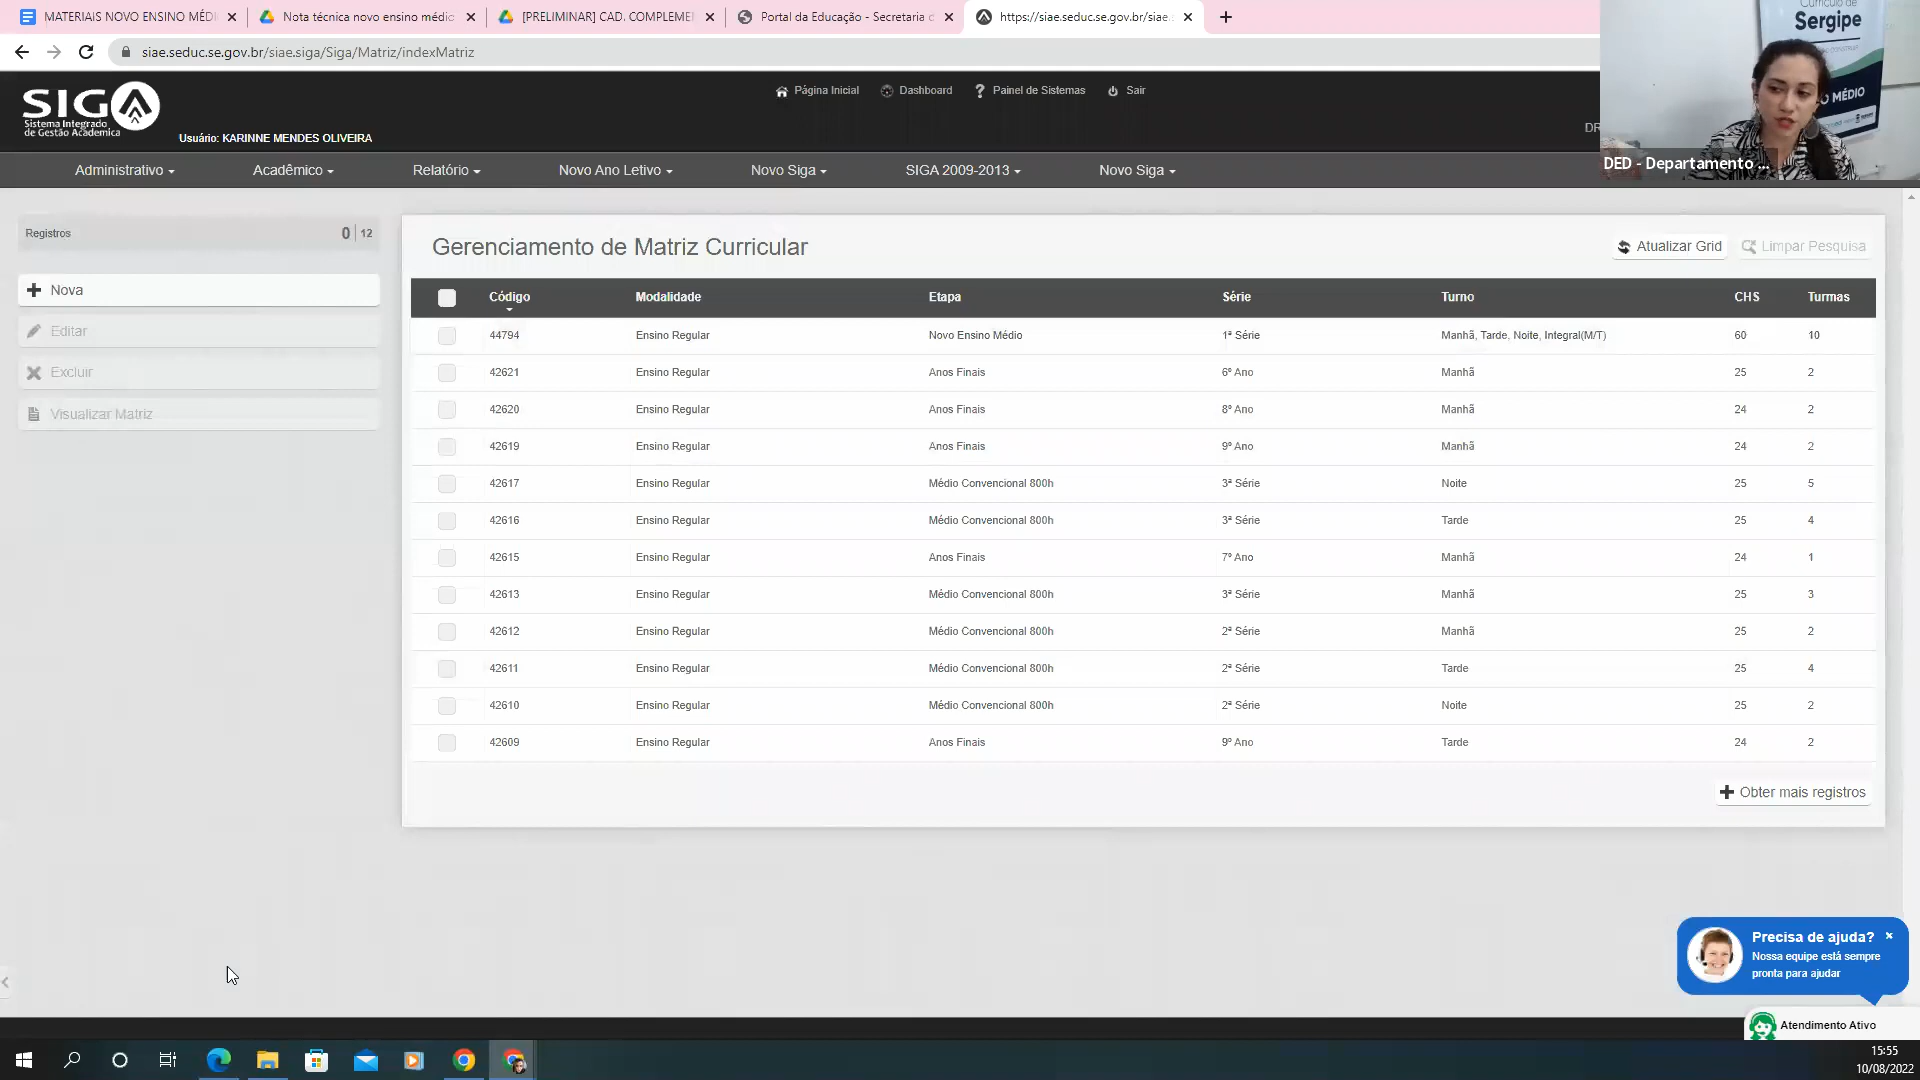 MATERIAIS NOVO ENSINO MÉDI
Nota técnica novo ensino médio
[PRELIMINAR] CAD. COMPLEME
Portal da Educação - Secretaria d
https://siae.seduc.se.gov.br/siae.
siae.seduc.se.gov.br/siae.siga/Siga/Matriz/indexMatriz
SIGA
Sistema Integrado
de Gestão Acadêmica
Usuário: KARINNE MENDES OLIVEIRA
Página Inicial
Dashboard
Painel de Sistemas
Sair
DR
Currículo de
Sergipe
O MÉDIO
DED - Departamento ...
Administrativo
Acadêmico
Relatório
Novo Ano Letivo
Novo Siga
SIGA 2009-2013
Novo Siga
Registros 0 | 12
Nova
Editar
Excluir
Visualizar Matriz
Gerenciamento de Matriz Curricular
Atualizar Grid
Limpar Pesquisa
Código Modalidade Etapa Série Turno CHS Turmas
44794 Ensino Regular Novo Ensino Médio 1ª Série Manhã, Tarde, Noite, Integral(M/T) 60 10
42621 Ensino Regular Anos Finais 6º Ano Manhã 25 2
42620 Ensino Regular Anos Finais 8º Ano Manhã 24 2
42619 Ensino Regular Anos Finais 9º Ano Manhã 24 2
42617 Ensino Regular Médio Convencional 800h 3ª Série Noite 25 5
42616 Ensino Regular Médio Convencional 800h 3ª Série Tarde 25 4
42615 Ensino Regular Anos Finais 7º Ano Manhã 24 1
42613 Ensino Regular Médio Convencional 800h 3ª Série Manhã 25 3
42612 Ensino Regular Médio Convencional 800h 2ª Série Manhã 25 2
42611 Ensino Regular Médio Convencional 800h 2ª Série Tarde 25 4
42610 Ensino Regular Médio Convencional 800h 2ª Série Noite 25 2
42609 Ensino Regular Anos Finais 9º Ano Tarde 24 2
Obter mais registros
Precisa de ajuda?
Nossa equipe está sempre
pronta para ajudar
Atendimento Ativo
15:55
10/08/2022